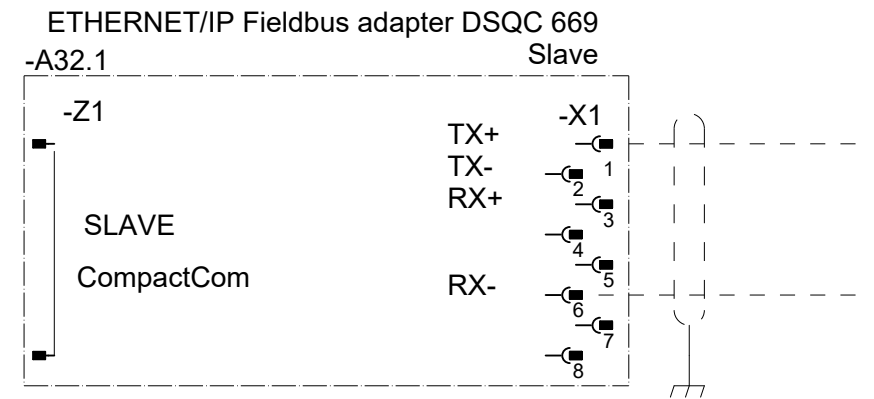 ETHERNET/IP Fieldbus adapter DSQC 669
-A32.1 Slave
-Z1 -X1
TX+
1
TX-
2
RX+
3
SLAVE
4
CompactCom
5
RX-
6
7
8